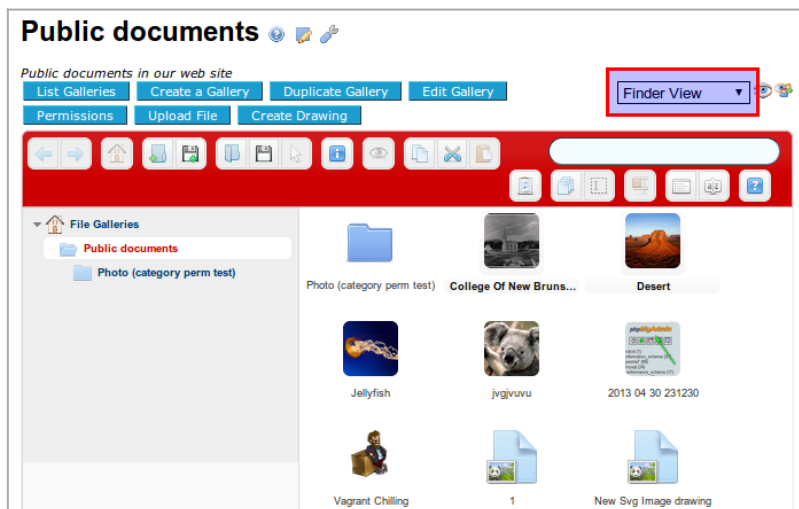 Public documents
Public documents in our web site
List Galleries Create a Gallery Duplicate Gallery Edit Gallery
Finder View
Permissions Upload File Create Drawing
File Galleries
Public documents
Photo (category perm test)
Photo (category perm test) College Of New Bruns... Desert
phpMyAdmin
Jellyfish jvgjvuvu 2013 04 30 231230
Vagrant Chilling 1 New Svg Image drawing